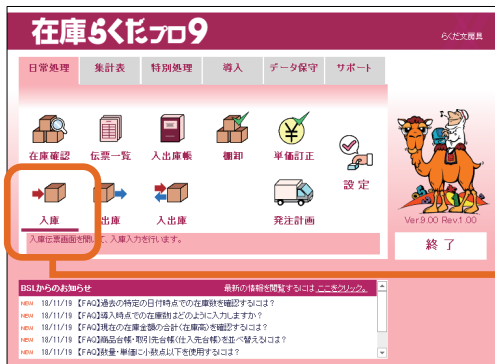 在庫らくだプロ9
らくだ文房具
日常処理 集計表 特別処理 導入 データ保守 サポート
在庫確認 伝票一覧 入出庫帳 棚卸 単価訂正
設定
入庫 出庫 入出庫 発注計画
Ver.9.00 Rev.1.00
入庫伝票画面を開いて、入庫入力を行います。
終了
BSLからのお知らせ 最新の情報を閲覧するには ここをクリック。
NEW 18/11/19 【FAQ】過去の特定の日付時点での在庫数を確認するには？
NEW 18/11/19 【FAQ】導入時点での在庫数はどのように入力しますか？
NEW 18/11/19 【FAQ】現在の在庫金額の合計（在庫高）を確認するには？
NEW 18/11/19 【FAQ】商品台帳・取引先台帳（仕入先台帳）を並べ替えるには？
NEW 18/11/19 【FAQ】数量・単価に小数点以下を使用するには？